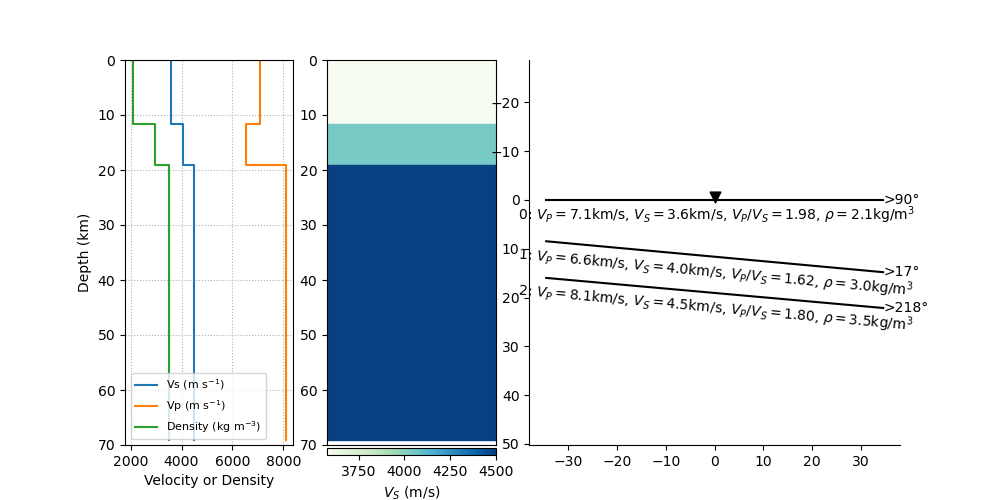 0
10
20
30
40
50
60
70
Depth (km)
2000 4000 6000 8000
Velocity or Density
Vs (m s⁻¹)
Vp (m s⁻¹)
Density (kg m⁻³)
0
10
20
30
40
50
60
70
3750 4000 4250 4500
V_S (m/s)
−20
−10
0
10
20
30
40
50
−30 −20 −10 0 10 20 30
>90°
0: V_P = 7.1km/s, V_S = 3.6km/s, V_P/V_S = 1.98, ρ = 2.1kg/m³
>17°
1: V_P = 6.6km/s, V_S = 4.0km/s, V_P/V_S = 1.62, ρ = 3.0kg/m³
>218°
2: V_P = 8.1km/s, V_S = 4.5km/s, V_P/V_S = 1.80, ρ = 3.5kg/m³